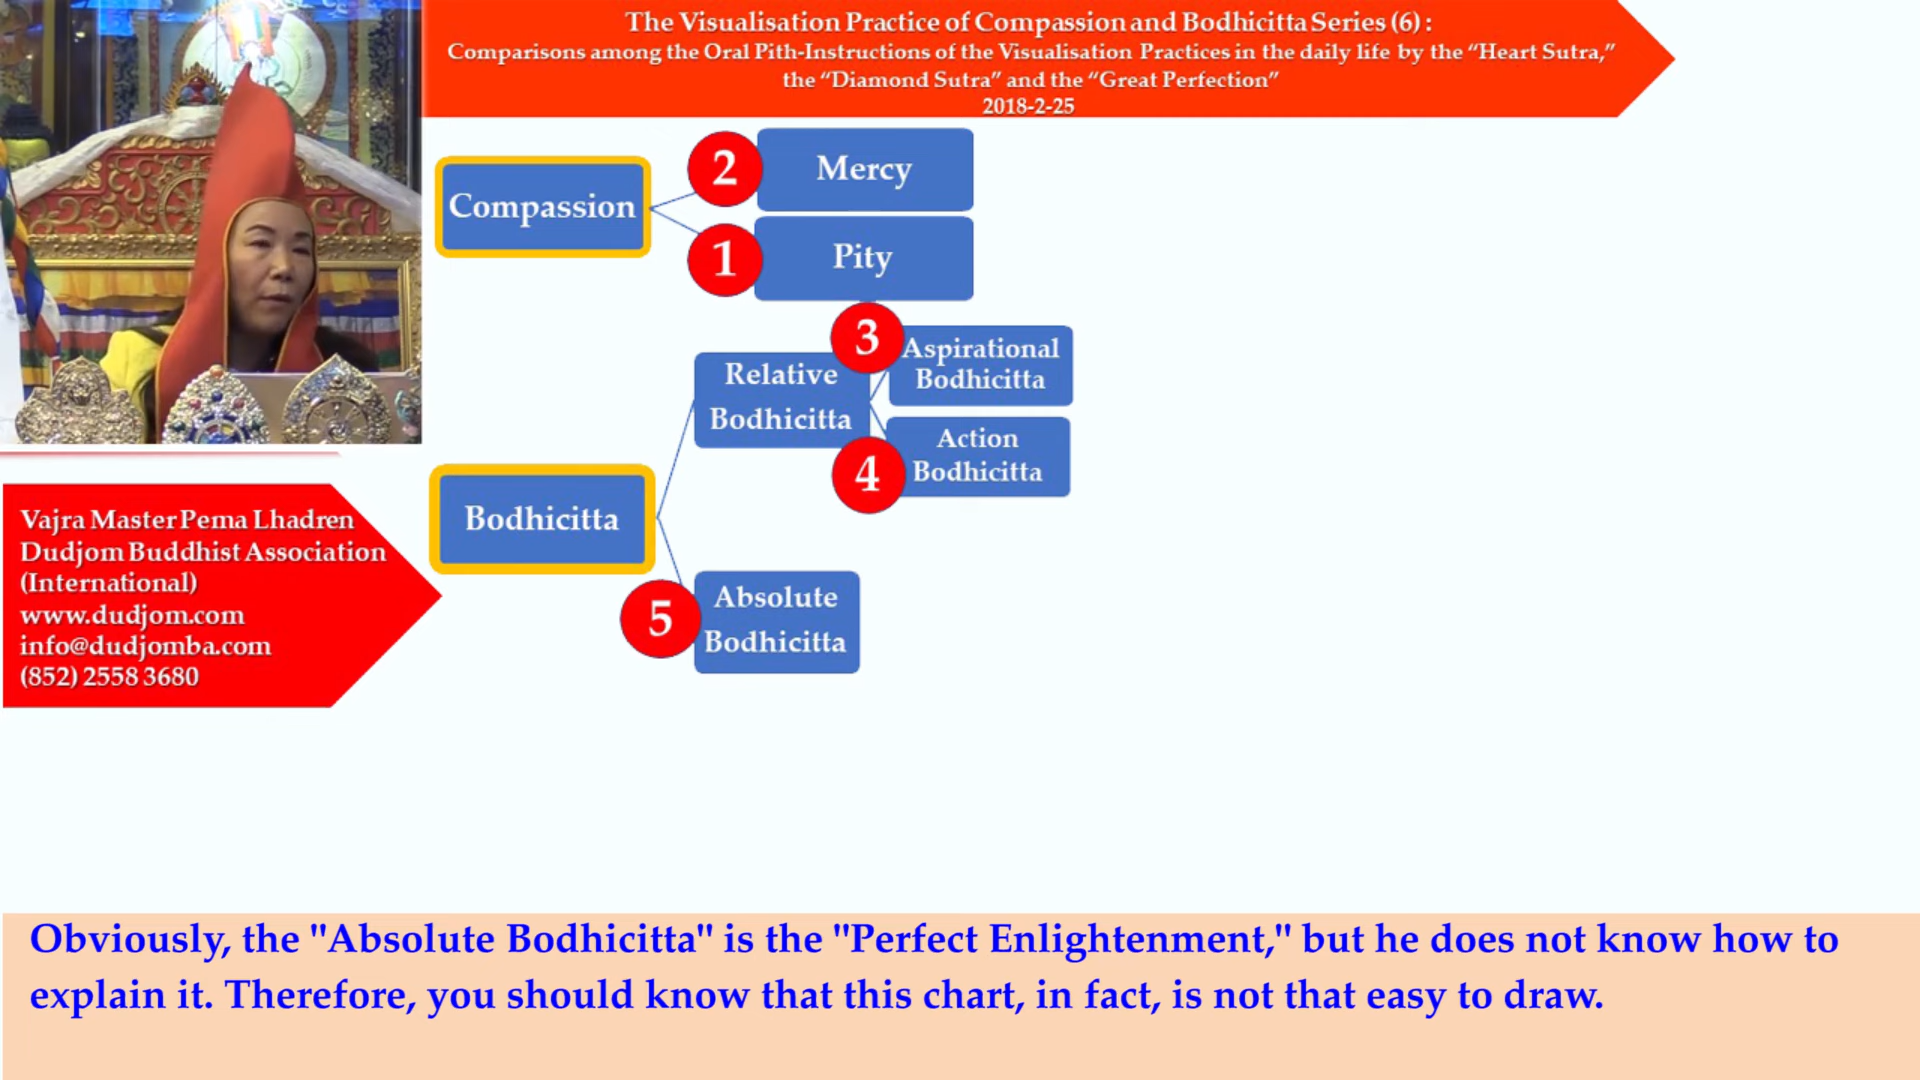 The Visualisation Practice of Compassion and Bodhicitta Series (6) :
Comparisons among the Oral Pith-Instructions of the Visualisation Practices in the daily life by the “Heart Sutra,”
the “Diamond Sutra” and the “Great Perfection”
2018-2-25
Compassion
2
Mercy
1
Pity
3
Aspirational
Bodhicitta
Relative
Bodhicitta
4
Action
Bodhicitta
Bodhicitta
5
Absolute
Bodhicitta
Vajra Master Pema Lhadren
Dudjom Buddhist Association
(International)
www.dudjom.com
info@dudjomba.com
(852) 2558 3680
Obviously, the "Absolute Bodhicitta" is the "Perfect Enlightenment," but he does not know how to
explain it. Therefore, you should know that this chart, in fact, is not that easy to draw.